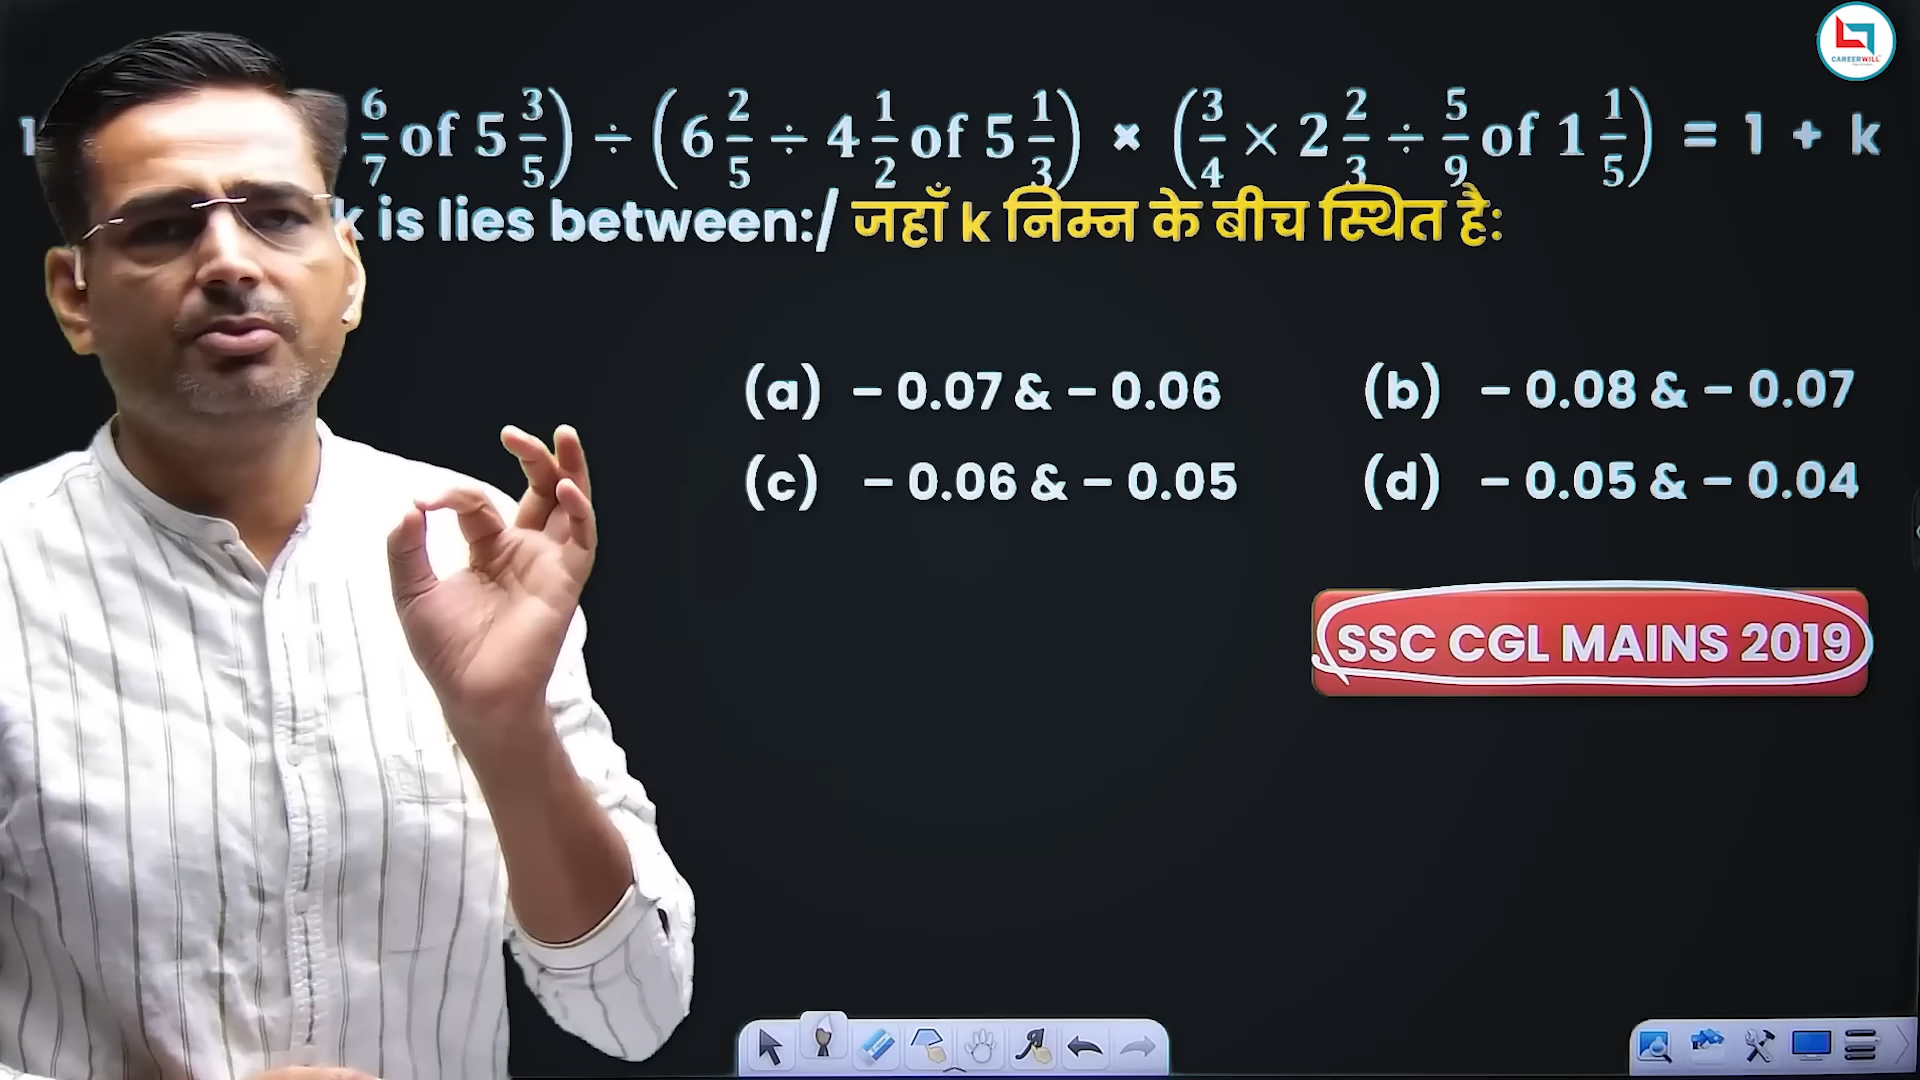 CAREERWILL
1 6/7 of 5 3/5) ÷ (6 2/5 ÷ 4 1/2 of 5 1/3) × (3/4 × 2 2/3 ÷ 5/9 of 1 1/5) = 1 + k
k is lies between:/ जहाँ k निम्न के बीच स्थित है:
(a) – 0.07 & – 0.06 (b) – 0.08 & – 0.07
(c) – 0.06 & – 0.05 (d) – 0.05 & – 0.04
SSC CGL MAINS 2019